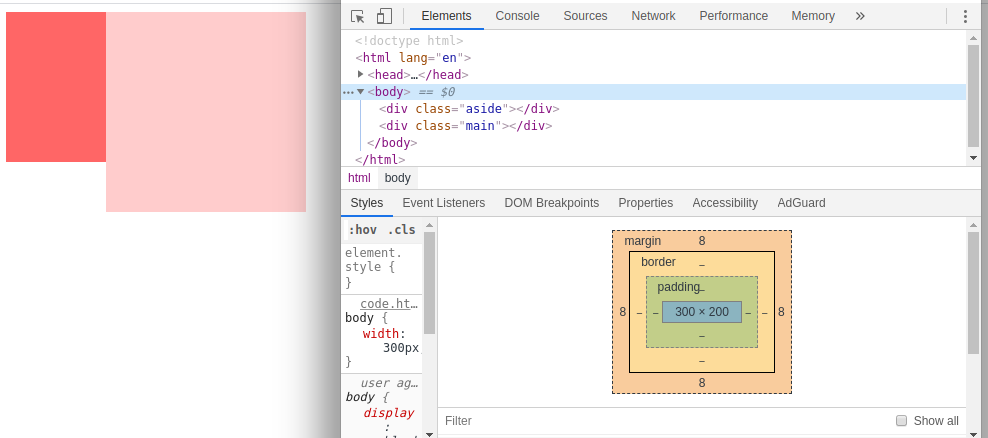 Elements Console Sources Network Performance Memory »
<!doctype html>
<html lang="en">
<head>…</head>
<body> == $0
<div class="aside"></div>
<div class="main"></div>
</body>
</html>
html body
Styles Event Listeners DOM Breakpoints Properties Accessibility AdGuard
:hov .cls
element.
style {
}
code.ht…
body {
width:
300px
}
user ag…
body {
display
:
margin 8
border –
padding –
8 – – 300 × 200 – – 8
–
–
8
Filter Show all